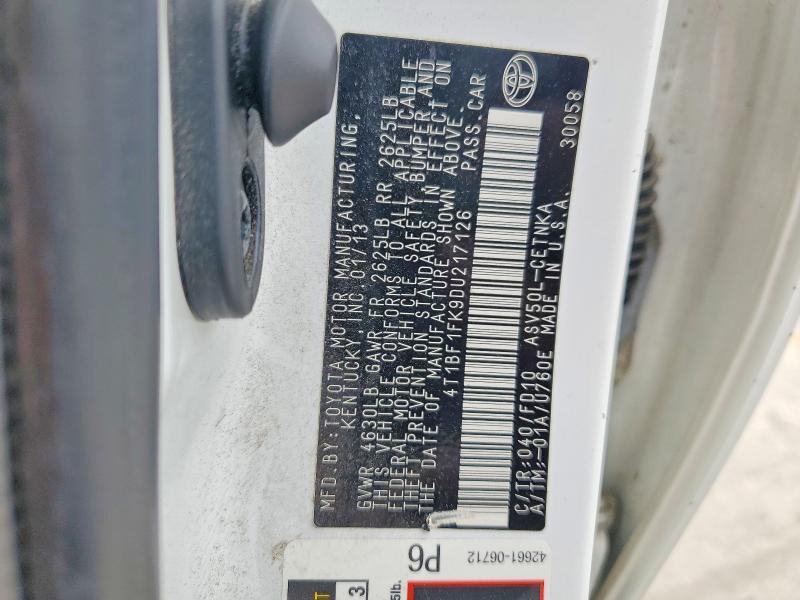 MFD.BY:TOYOTA MOTOR MANUFACTURING,
KENTUCKY,INC.01/13
GVWR 4630LB GAWR FR 2625LB RR 2625LB
THIS VEHICLE CONFORMS TO ALL APPLICABLE
FEDERAL MOTOR VEHICLE SAFETY,BUMPER,AND
THEFT PREVENTION STANDARDS IN EFFECT ON
THE DATE OF MANUFACTURE SHOWN ABOVE.
4T1BF1FK9DU217126 PASS.CAR
C/TR:040/FD10 ASV50L-CETNKA
A/TM:-01A/U760E MADE IN U.S.A. 30058
42661-06712
P6